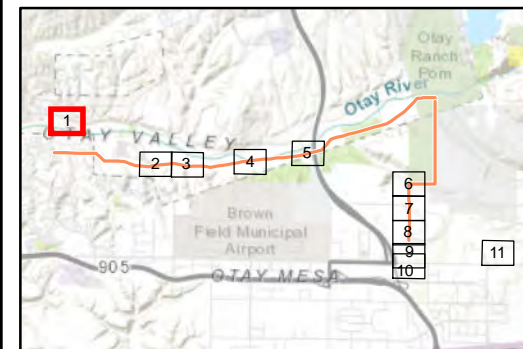 Otay
Ranch
Pom
Otay River
1
OTAY VALLEY
2
3
4
5
6
7
8
9
10
11
Brown
Field Municipal
Airport
905
OTAY MESA